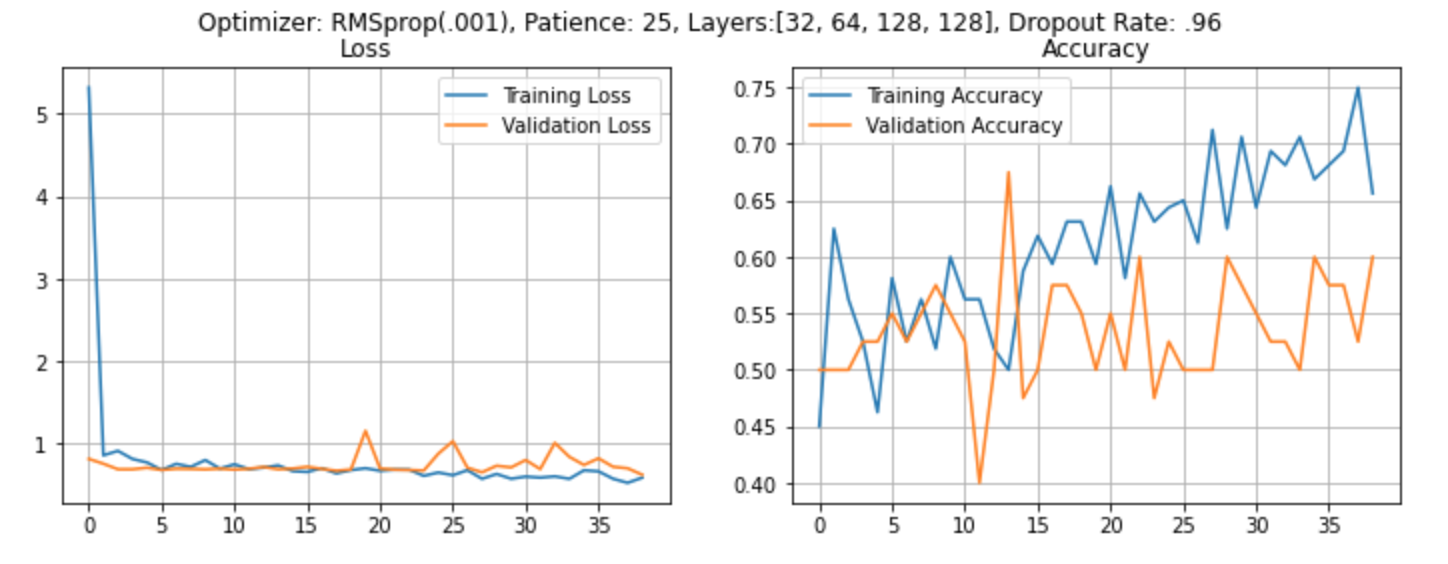 Optimizer: RMSprop(.001), Patience: 25, Layers:[32, 64, 128, 128], Dropout Rate: .96
Loss
5
4
3
2
1
0 5 10 15 20 25 30 35
Training Loss
Validation Loss
Accuracy
0.75
0.70
0.65
0.60
0.55
0.50
0.45
0.40
0 5 10 15 20 25 30 35
Training Accuracy
Validation Accuracy